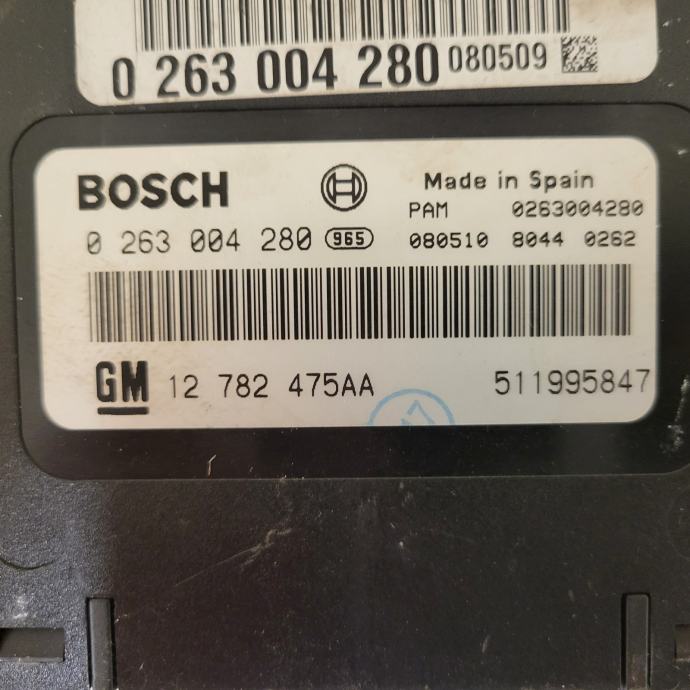 0 263 004 280 080509
BOSCH
Made in Spain
PAM 0263004280
0 263 004 280 965 080510 8044 0262
GM 12 782 475AA 511995847